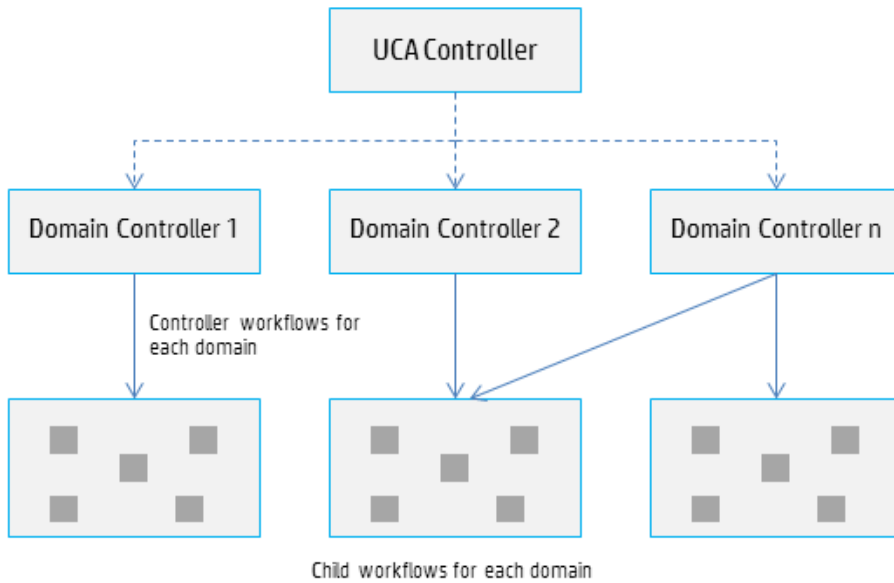 UCA Controller
Domain Controller 1
Domain Controller 2
Domain Controller n
Controller workflows for
each domain
Child workflows for each domain